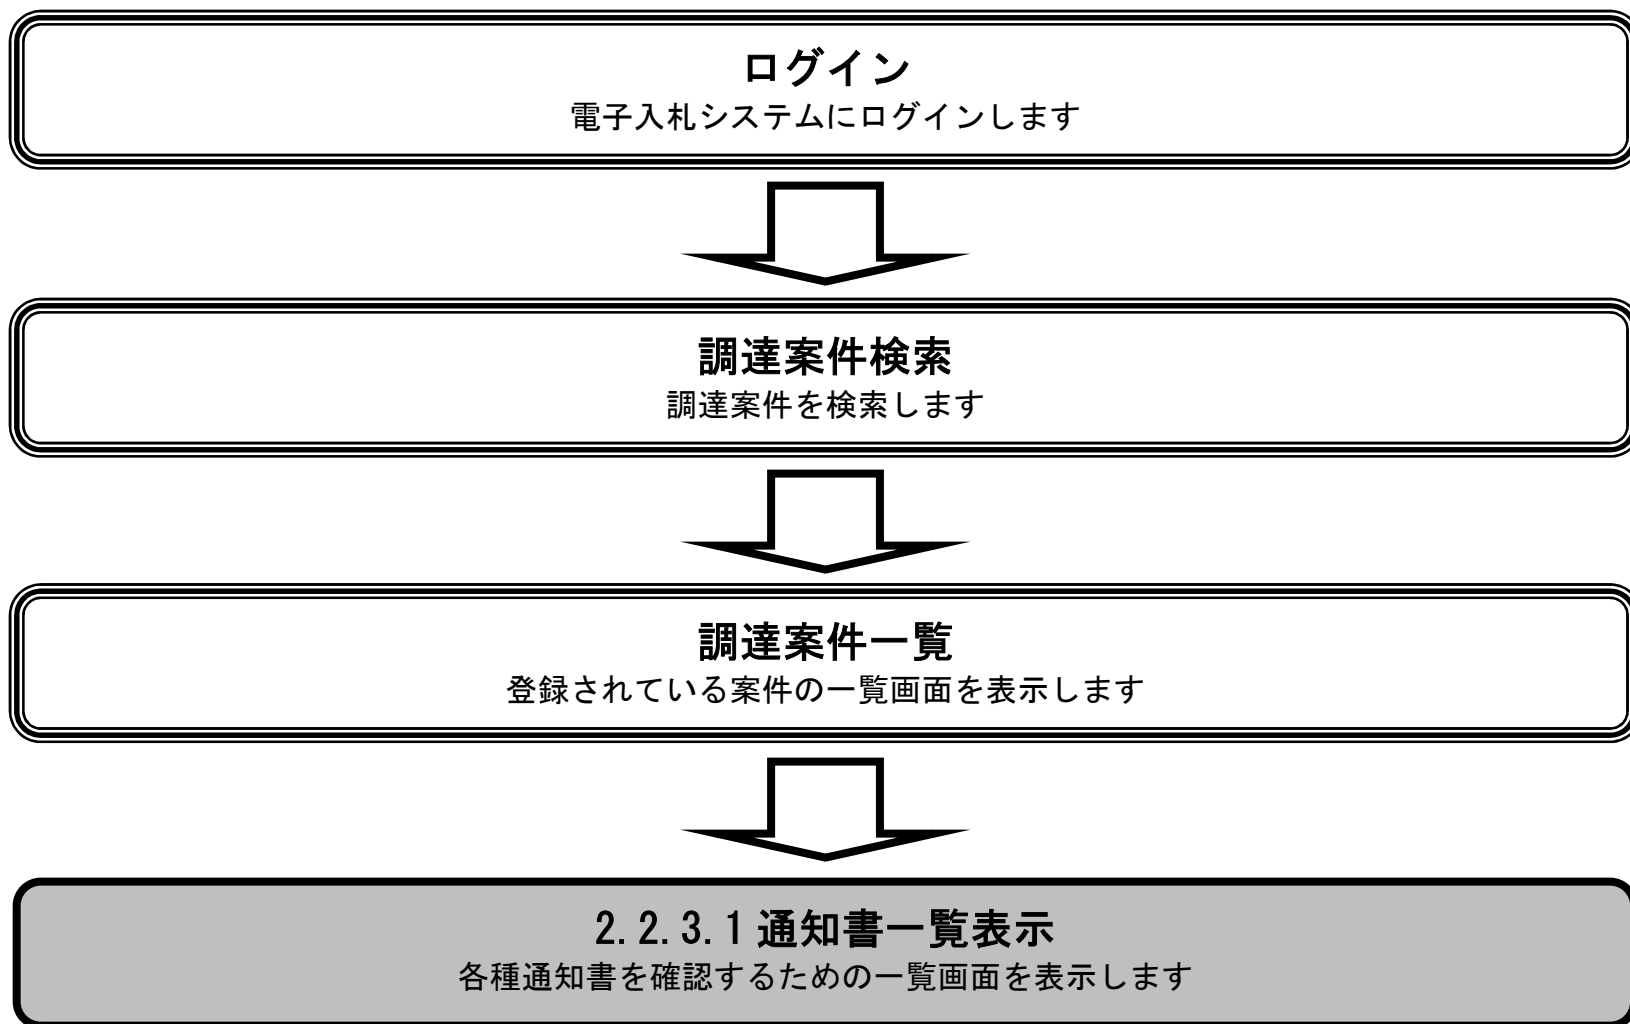 ログイン
電子入札システムにログインします
調達案件検索
調達案件を検索します
調達案件一覧
登録されている案件の一覧画面を表示します
2.2.3.1通知書一覧表示
各種通知書を確認するための一覧画面を表示します